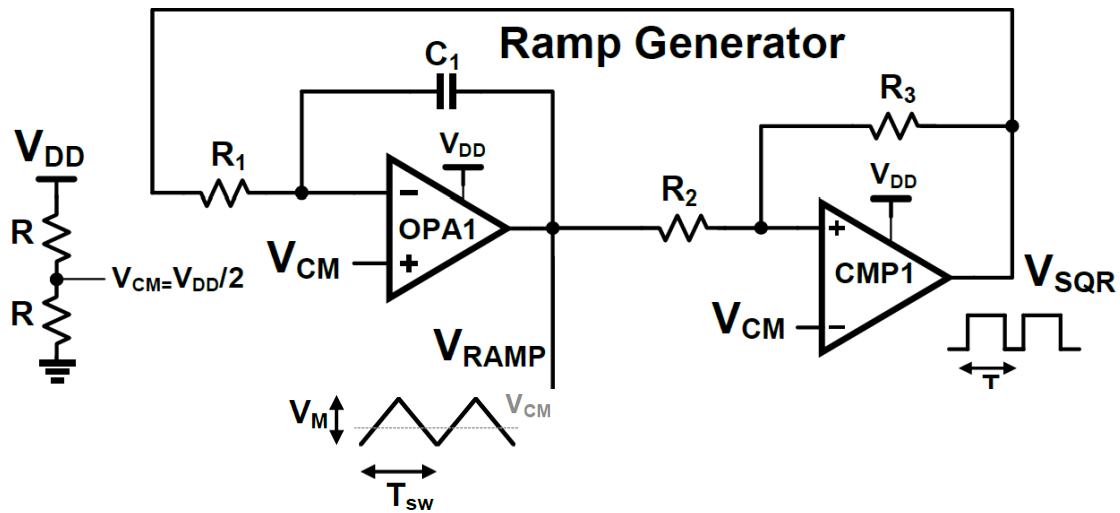 Ramp Generator
C1
R3
VDD
R1
VDD
R2
VDD
R
OPA1
VCM
VCM=VDD/2
R
CMP1
VSQR
VCM
VRAMP
T
VM
VCM
Tsw